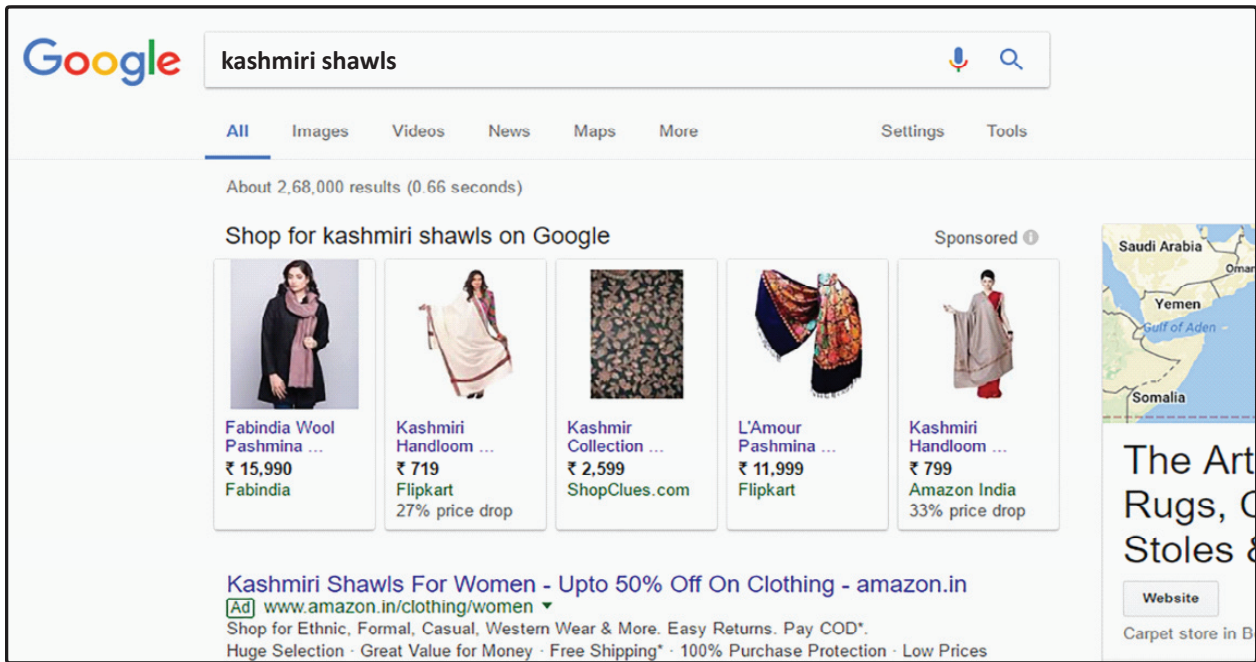 Google
kashmiri shawls
All Images Videos News Maps More Settings Tools
About 2,68,000 results (0.66 seconds)
Shop for kashmiri shawls on Google
Sponsored
Fabindia Wool
Pashmina ...
₹ 15,990
Fabindia
Kashmiri
Handloom ...
₹ 719
Flipkart
27% price drop
Kashmir
Collection ...
₹ 2,599
ShopClues.com
L'Amour
Pashmina ...
₹ 11,999
Flipkart
Kashmiri
Handloom ...
₹ 799
Amazon India
33% price drop
Kashmiri Shawls For Women - Upto 50% Off On Clothing - amazon.in
Ad www.amazon.in/clothing/women
Shop for Ethnic, Formal, Casual, Western Wear & More. Easy Returns. Pay COD*.
Huge Selection · Great Value for Money · Free Shipping* · 100% Purchase Protection · Low Prices
Saudi Arabia
Oman
Yemen
Gulf of Aden
Somalia
The Art
Rugs,
Stoles &
Website
Carpet store in B